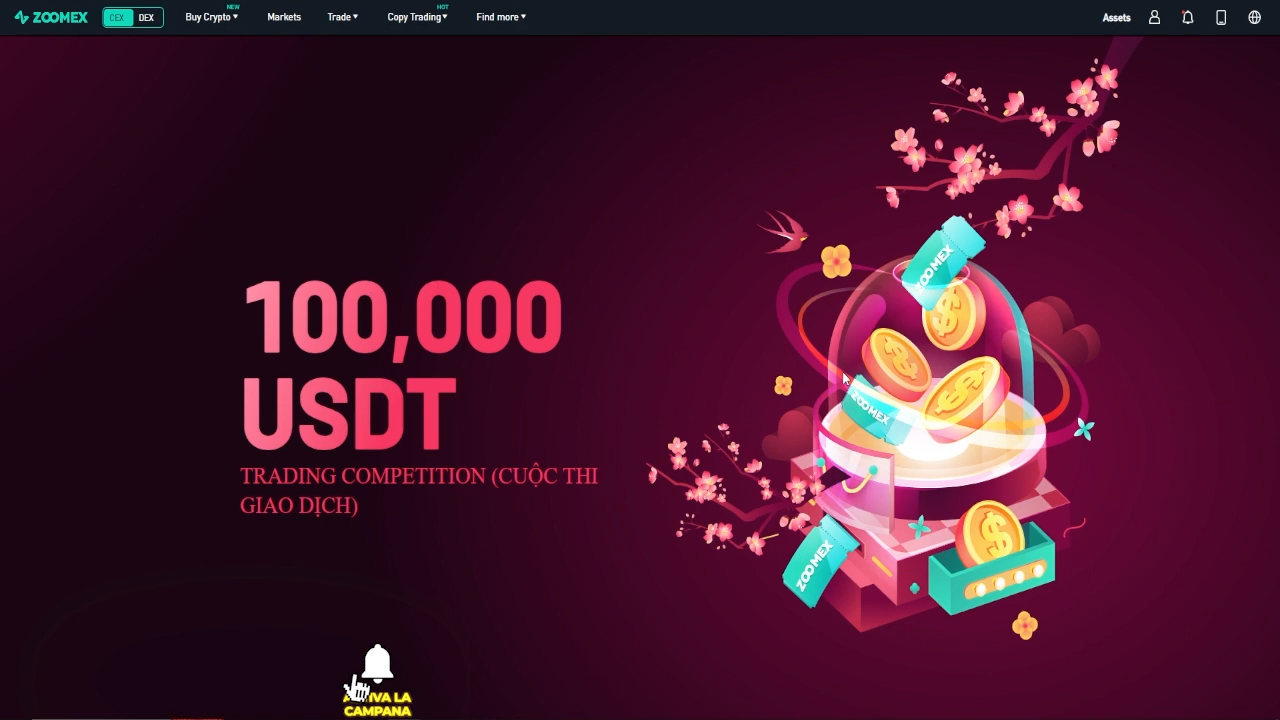 ZOOMEX
CEX DEX
Buy Crypto
NEW
Markets
Trade
Copy Trading
HOT
Find more
Assets
ZOOMEX
100,000
USDT
TRADING COMPETITION (CUỘC THI
GIAO DỊCH)
ZOOMEX
ZOOMEX
LA
CAMPANA